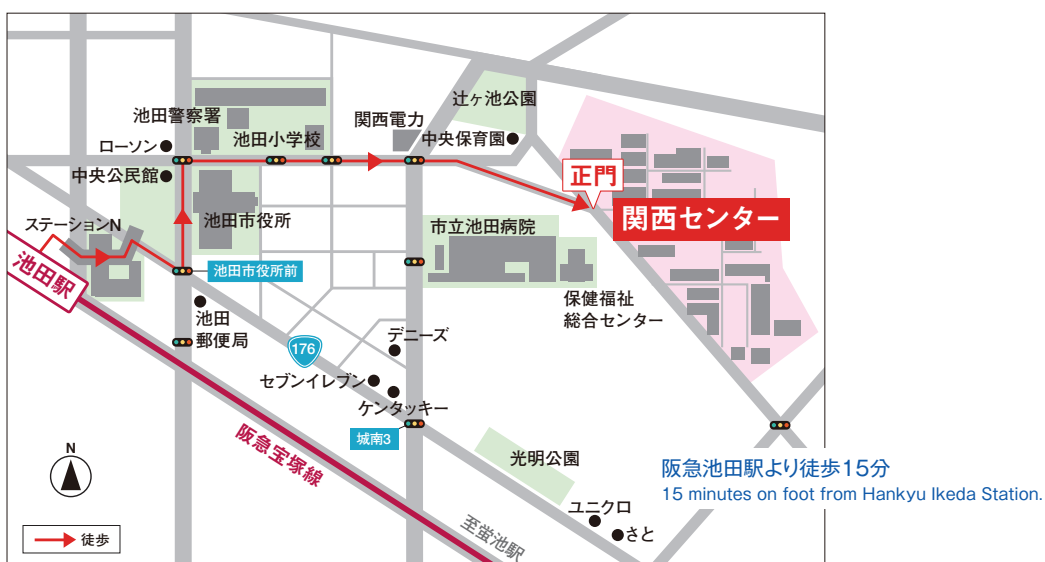 辻ヶ池公園
池田警察署
関西電力
ローソン
池田小学校
中央保育園
中央公民館
正門
関西センター
ステーションN
池田市役所
市立池田病院
池田駅
池田市役所前
保健福祉
総合センター
池田
郵便局
デニーズ
176
セブンイレブン
ケンタッキー
城南3
阪急宝塚線
光明公園
N
阪急池田駅より徒歩15分
15 minutes on foot from Hankyu Ikeda Station.
ユニクロ
さと
至蛍池駅
徒歩